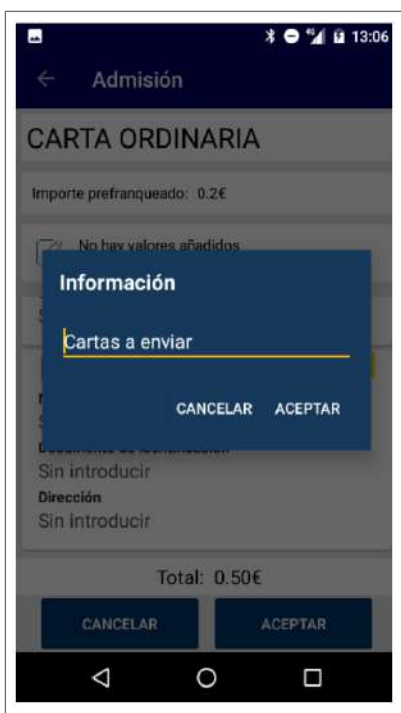 4G 13:06
Admisión
CARTA ORDINARIA
Importe prefranqueado: 0.2€
No hay valores añadidos
Información
Cartas a enviar
CANCELAR ACEPTAR
Sin introducir
Dirección
Sin introducir
Total: 0.50€
CANCELAR ACEPTAR